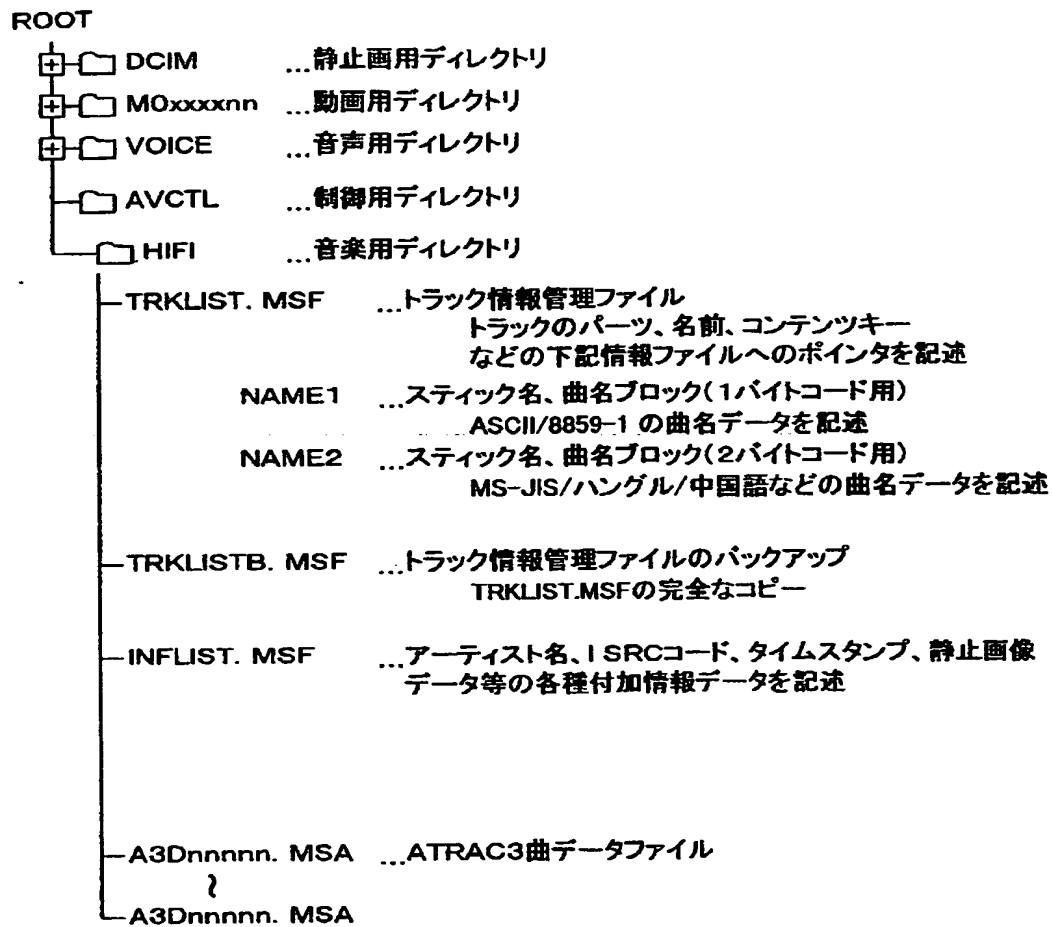 ROOT
DCIM ...静止画用ディレクトリ
M0xxxxnn ...動画用ディレクトリ
VOICE ...音声用ディレクトリ
AVCTL ...制御用ディレクトリ
HIFI ...音楽用ディレクトリ
TRKLIST. MSF ...トラック情報管理ファイル
トラックのパーツ、名前、コンテンツキー
などの下記情報ファイルへのポインタを記述
NAME1 ...スティック名、曲名ブロック(1バイトコード用)
ASCII/8859-1 の曲名データを記述
NAME2 ...スティック名、曲名ブロック(2バイトコード用)
MS-JIS/ハングル/中国語などの曲名データを記述
TRKLISTB. MSF ...トラック情報管理ファイルのバックアップ
TRKLIST.MSFの完全なコピー
INFLIST. MSF ...アーティスト名、ISRCコード、タイムスタンプ、静止画像
データ等の各種付加情報データを記述
A3Dnnnnn. MSA ...ATRAC3曲データファイル
~
A3Dnnnnn. MSA